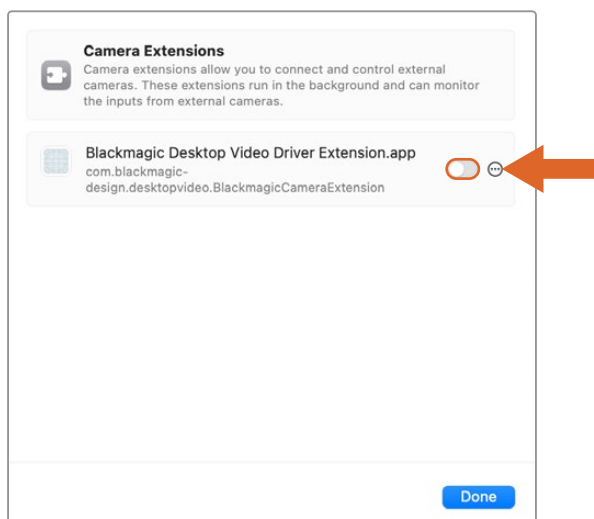 Camera Extensions
Camera extensions allow you to connect and control external
cameras. These extensions run in the background and can monitor
the inputs from external cameras.
Blackmagic Desktop Video Driver Extension.app
com.blackmagic-
design.desktopvideo.BlackmagicCameraExtension
Done